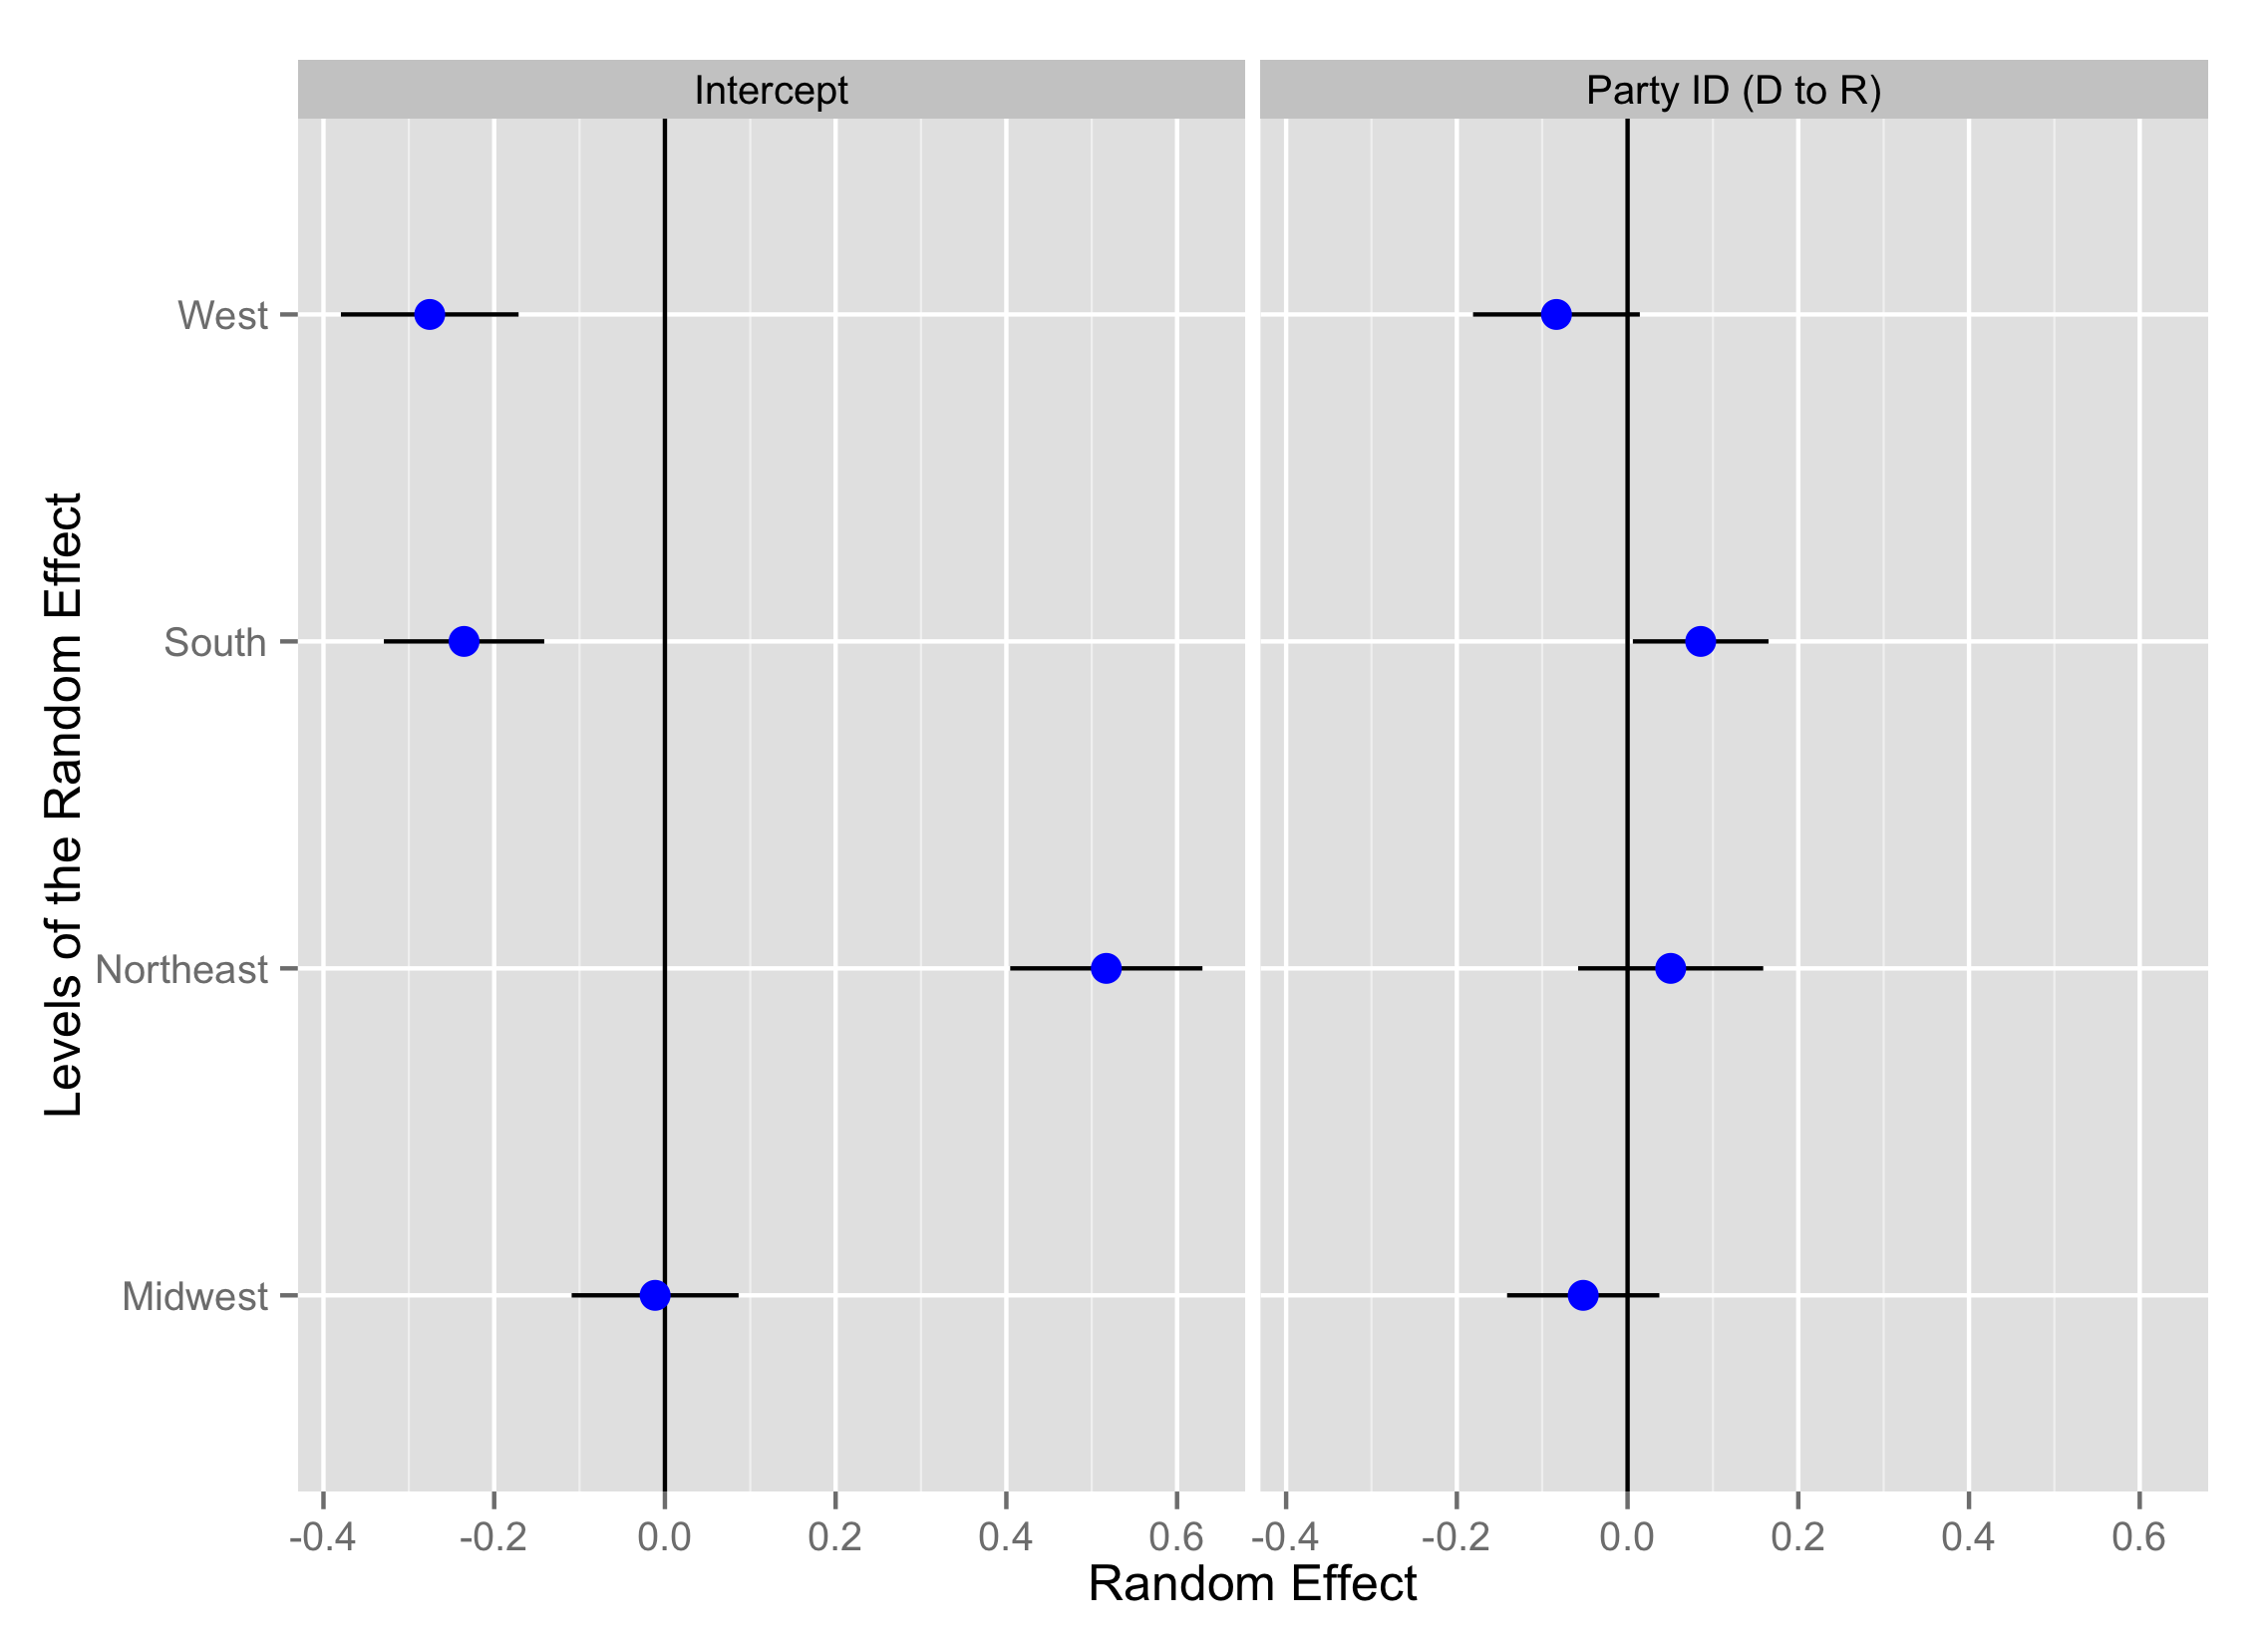 Intercept
Party ID (D to R)
Levels of the Random Effect
West
South
Northeast
Midwest
-0.4 -0.2 0.0 0.2 0.4 0.6
-0.4 -0.2 0.0 0.2 0.4 0.6
Random Effect